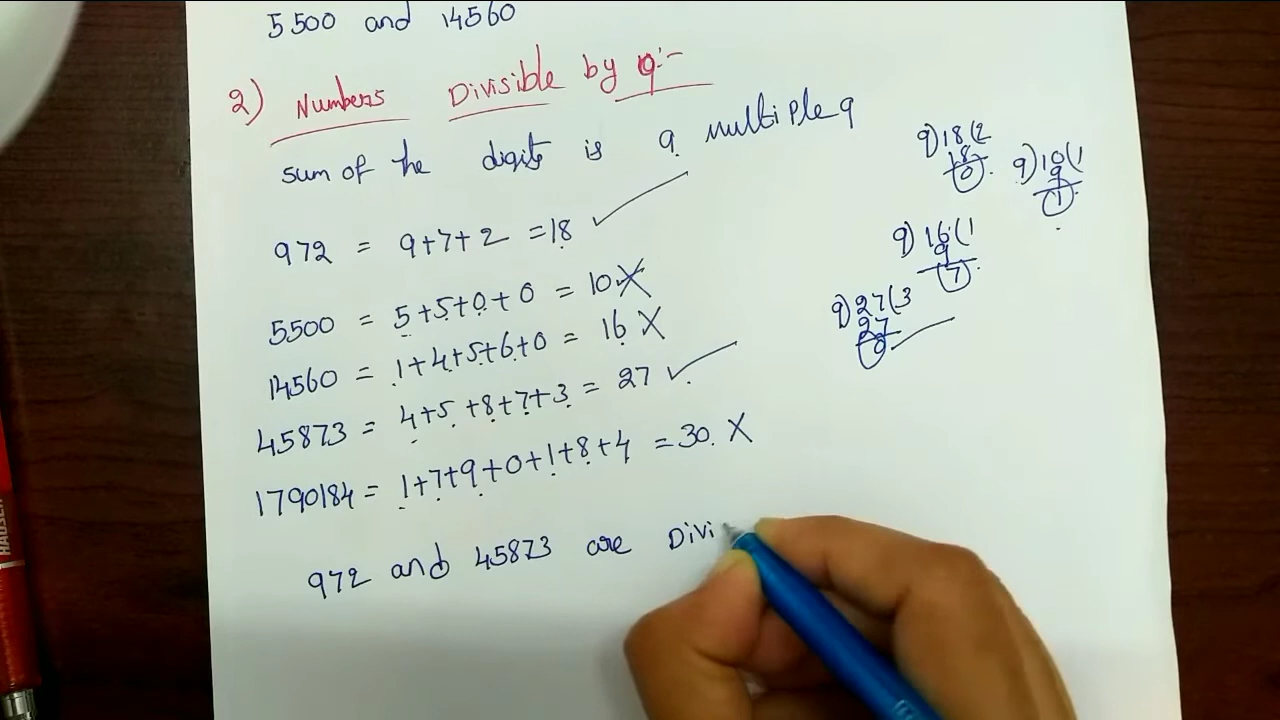 5500 and 14560
2) Numbers Divisible by 9:-
sum of the digits is 9 multiple 9
972 = 9+7+2 =18 ✓
5500 = 5+5+0+0 = 10 X
14560 = 1+4+5+6+0 = 16 X
45873 = 4+5+8+7+3 = 27 ✓
1790184 = 1+7+9+0+1+8+4 =30. X
972 and 45873 are Divi
9)18(2
18
0
9)10(1
9
1
9)16(1
9
7
9)27(3
27
0 ✓
HAUSER